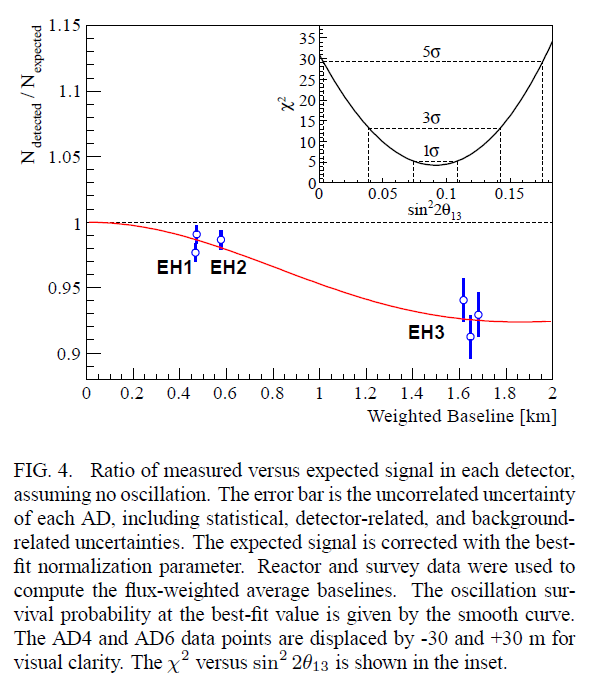 N detected / N expected
1.15
1.1
1.05
1
0.95
0.9
0 0.2 0.4 0.6 0.8 1 1.2 1.4 1.6 1.8 2
Weighted Baseline [km]
EH1 EH2
EH3
χ²
35
30
25
20
15
10
5
0
0 0.05 0.1 0.15
sin²2θ₁₃
5σ
3σ
1σ
FIG. 4. Ratio of measured versus expected signal in each detector,
assuming no oscillation. The error bar is the uncorrelated uncertainty
of each AD, including statistical, detector-related, and background-
related uncertainties. The expected signal is corrected with the best-
fit normalization parameter. Reactor and survey data were used to
compute the flux-weighted average baselines. The oscillation sur-
vival probability at the best-fit value is given by the smooth curve.
The AD4 and AD6 data points are displaced by -30 and +30 m for
visual clarity. The χ² versus sin² 2θ₁₃ is shown in the inset.